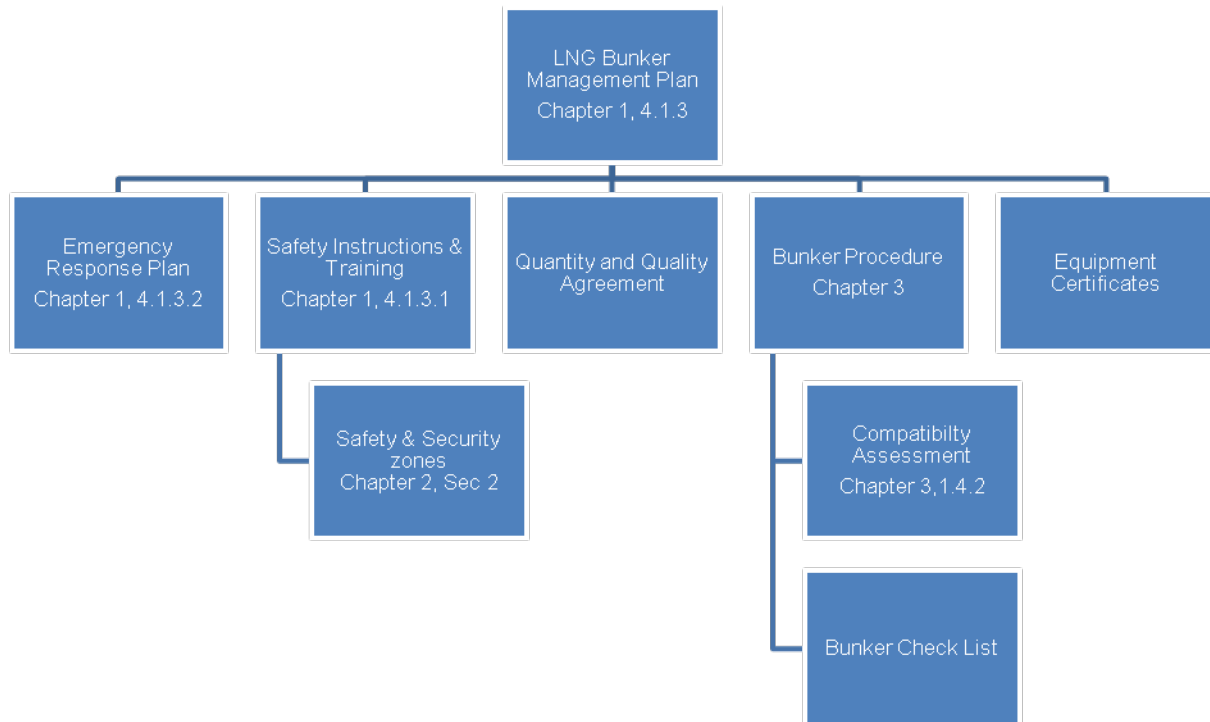 LNG Bunker
Management Plan
Chapter 1, 4.1.3
Emergency
Response Plan
Chapter 1, 4.1.3.2
Safety Instructions &
Training
Chapter 1, 4.1.3.1
Quantity and Quality
Agreement
Bunker Procedure
Chapter 3
Equipment
Certificates
Safety & Security
zones
Chapter 2, Sec 2
Compatibilty
Assessment
Chapter 3,1.4.2
Bunker Check List